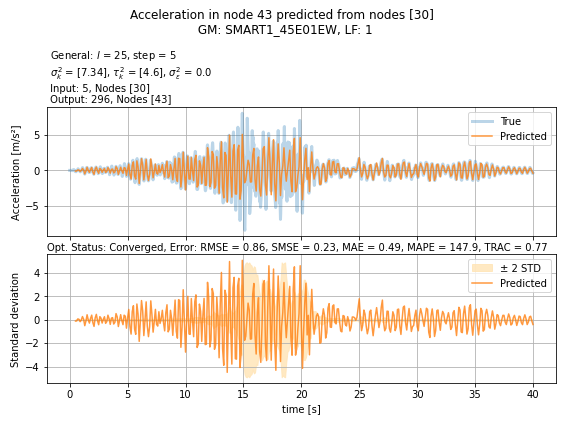 Acceleration in node 43 predicted from nodes [30]
GM: SMART1_45E01EW, LF: 1
General: l = 25, step = 5
σ²ₖ = [7.34], τ²ₖ = [4.6], σ²ε = 0.0
Input: 5, Nodes [30]
Output: 296, Nodes [43]
Acceleration [m/s²]
5
0
−5
True
Predicted
Opt. Status: Converged, Error: RMSE = 0.86, SMSE = 0.23, MAE = 0.49, MAPE = 147.9, TRAC = 0.77
Standard deviation
4
2
0
−2
−4
± 2 STD
Predicted
0 5 10 15 20 25 30 35 40
time [s]